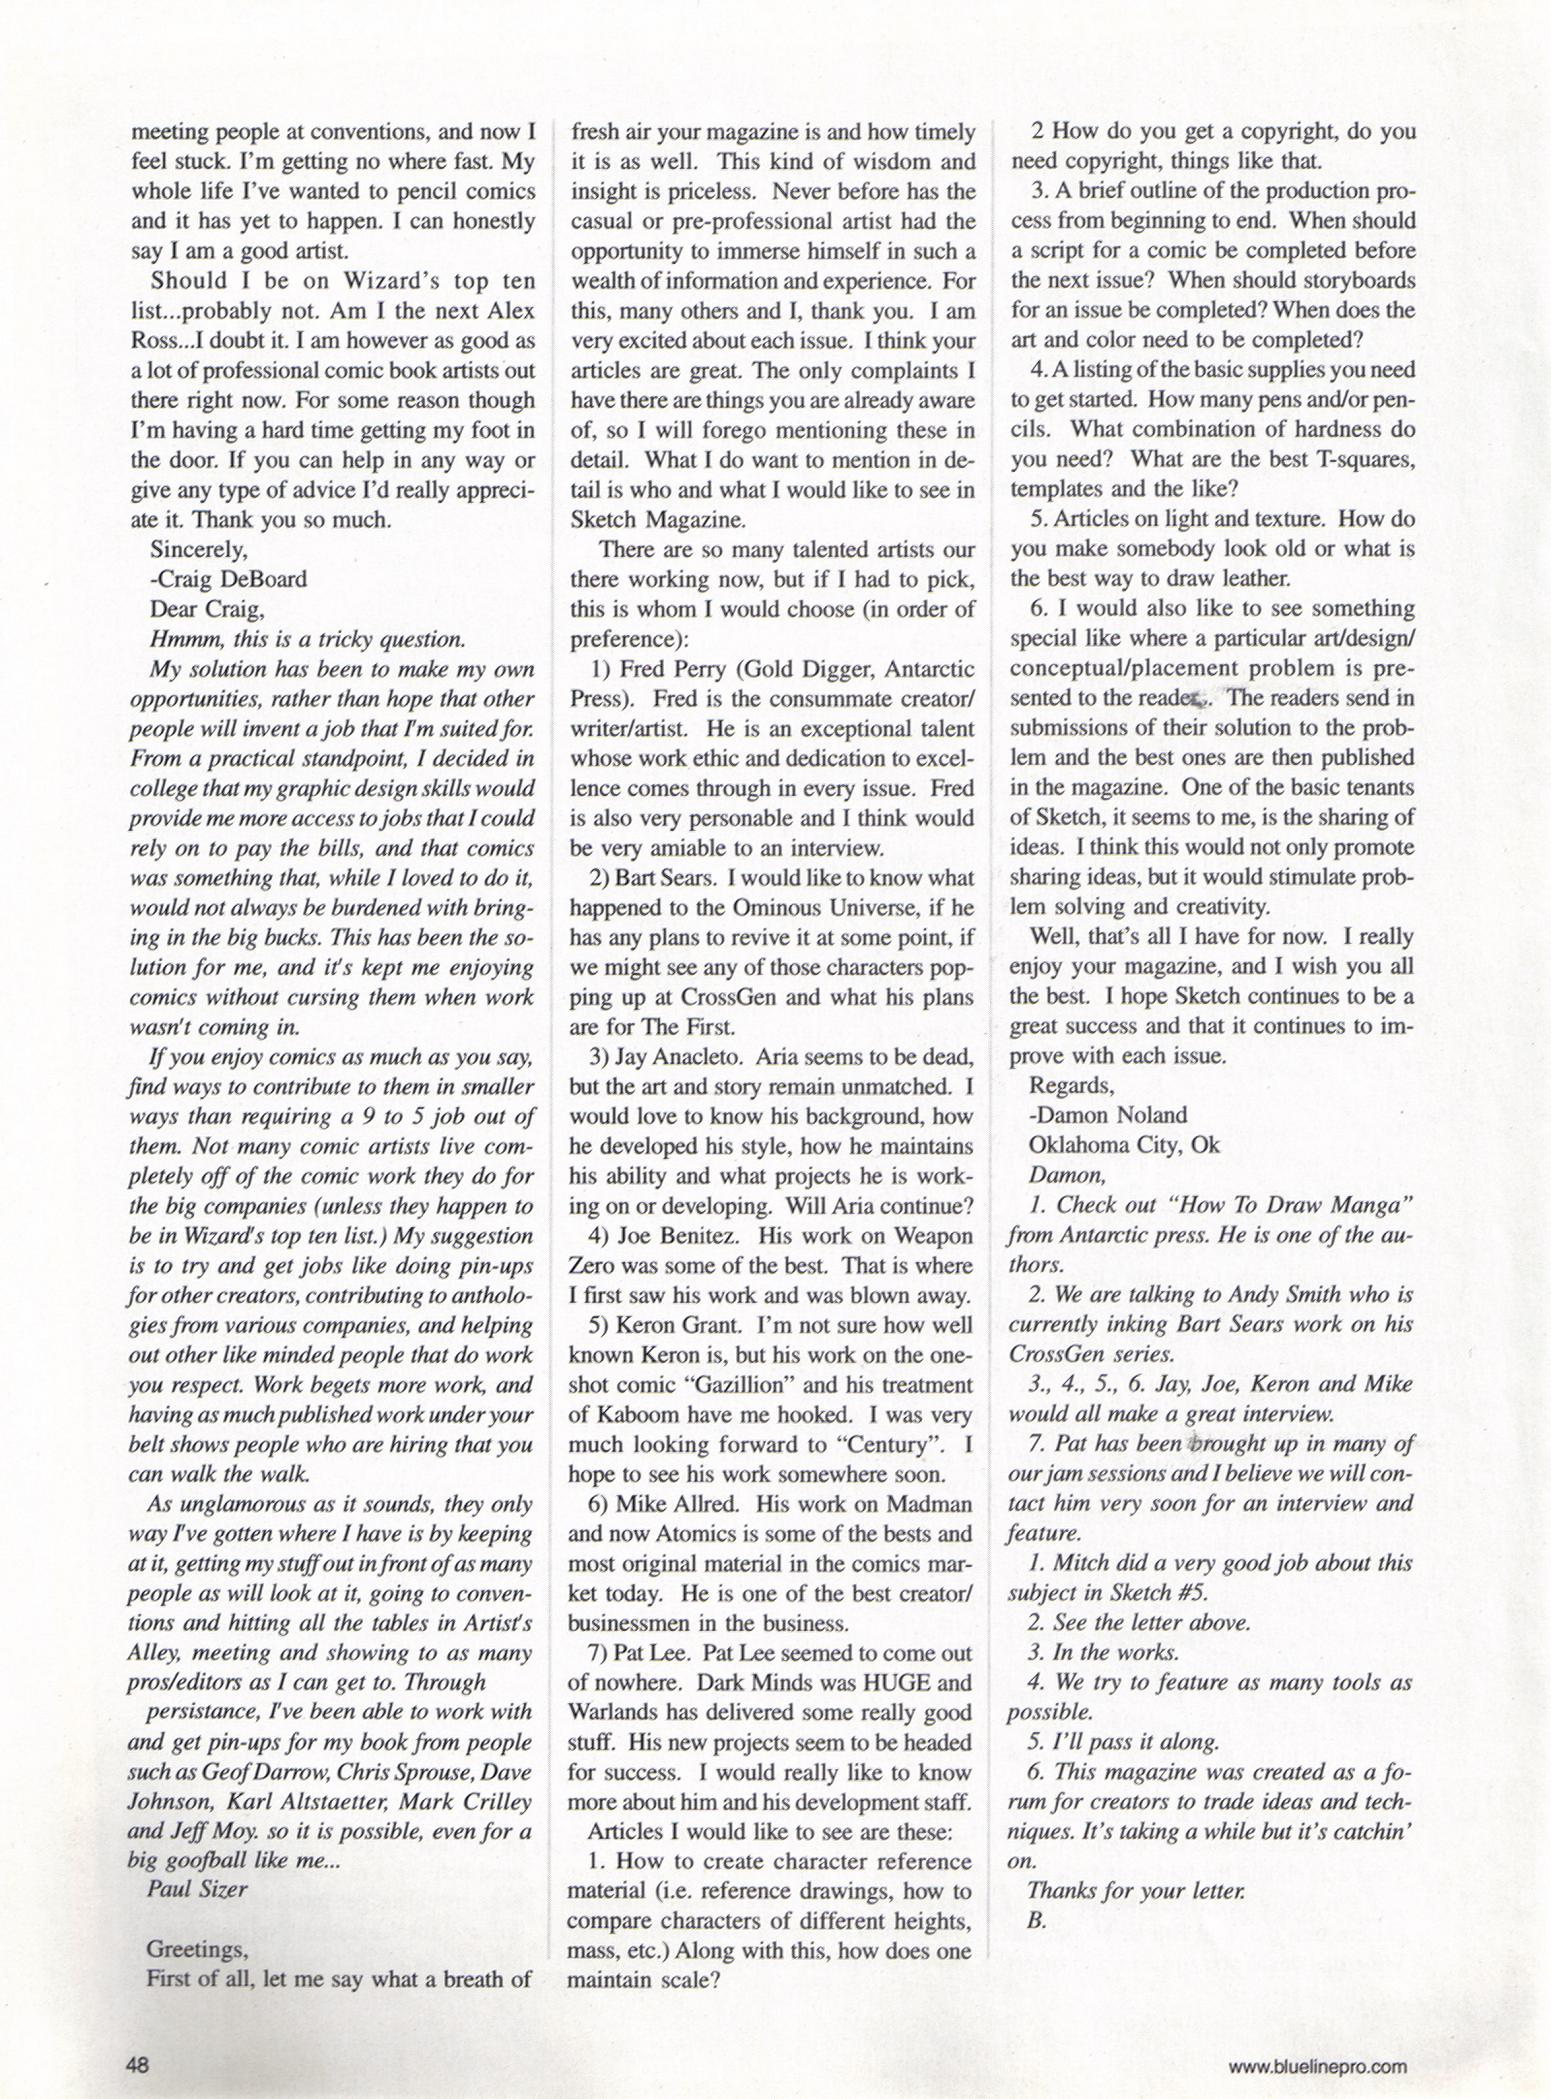 meeting people at conventions, and now I
feel stuck. I'm getting no where fast. My
whole life I've wanted to pencil comics
and it has yet to happen. I can honestly
say I am a good artist.
Should I be on Wizard's top ten
list...probably not. Am I the next Alex
Ross...I doubt it. I am however as good as
a lot of professional comic book artists out
there right now. For some reason though
I'm having a hard time getting my foot in
the door. If you can help in any way or
give any type of advice I'd really appreci-
ate it. Thank you so much.
Sincerely,
-Craig DeBoard
Dear Craig,
Hmmm, this is a tricky question.
My solution has been to make my own
opportunities, rather than hope that other
people will invent a job that I'm suited for.
From a practical standpoint, I decided in
college that my graphic design skills would
provide me more access to jobs that I could
rely on to pay the bills, and that comics
was something that, while I loved to do it,
would not always be burdened with bring-
ing in the big bucks. This has been the so-
lution for me, and it's kept me enjoying
comics without cursing them when work
wasn't coming in.
If you enjoy comics as much as you say,
find ways to contribute to them in smaller
ways than requiring a 9 to 5 job out of
them. Not many comic artists live com-
pletely off of the comic work they do for
the big companies (unless they happen to
be in Wizard's top ten list.) My suggestion
is to try and get jobs like doing pin-ups
for other creators, contributing to antholo-
gies from various companies, and helping
out other like minded people that do work
you respect. Work begets more work, and
having as much published work under your
belt shows people who are hiring that you
can walk the walk.
As unglamorous as it sounds, they only
way I've gotten where I have is by keeping
at it, getting my stuff out in front of as many
people as will look at it, going to conven-
tions and hitting all the tables in Artist's
Alley, meeting and showing to as many
pros/editors as I can get to. Through
persistance, I've been able to work with
and get pin-ups for my book from people
such as Geof Darrow, Chris Sprouse, Dave
Johnson, Karl Altstaetter, Mark Crilley
and Jeff Moy. so it is possible, even for a
big goofball like me...
Paul Sizer
Greetings,
First of all, let me say what a breath of
fresh air your magazine is and how timely
it is as well. This kind of wisdom and
insight is priceless. Never before has the
casual or pre-professional artist had the
opportunity to immerse himself in such a
wealth of information and experience. For
this, many others and I, thank you. I am
very excited about each issue. I think your
articles are great. The only complaints I
have there are things you are already aware
of, so I will forego mentioning these in
detail. What I do want to mention in de-
tail is who and what I would like to see in
Sketch Magazine.
There are so many talented artists our
there working now, but if I had to pick,
this is whom I would choose (in order of
preference):
1) Fred Perry (Gold Digger, Antarctic
Press). Fred is the consummate creator/
writer/artist. He is an exceptional talent
whose work ethic and dedication to excel-
lence comes through in every issue. Fred
is also very personable and I think would
be very amiable to an interview.
2) Bart Sears. I would like to know what
happened to the Ominous Universe, if he
has any plans to revive it at some point, if
we might see any of those characters pop-
ping up at CrossGen and what his plans
are for The First.
3) Jay Anacleto. Aria seems to be dead,
but the art and story remain unmatched. I
would love to know his background, how
he developed his style, how he maintains
his ability and what projects he is work-
ing on or developing. Will Aria continue?
4) Joe Benitez. His work on Weapon
Zero was some of the best. That is where
I first saw his work and was blown away.
5) Keron Grant. I'm not sure how well
known Keron is, but his work on the one-
shot comic “Gazillion” and his treatment
of Kaboom have me hooked. I was very
much looking forward to “Century”. I
hope to see his work somewhere soon.
6) Mike Allred. His work on Madman
and now Atomics is some of the bests and
most original material in the comics mar-
ket today. He is one of the best creator/
businessmen in the business.
7) Pat Lee. Pat Lee seemed to come out
of nowhere. Dark Minds was HUGE and
Warlands has delivered some really good
stuff. His new projects seem to be headed
for success. I would really like to know
more about him and his development staff.
Articles I would like to see are these:
1. How to create character reference
material (i.e. reference drawings, how to
compare characters of different heights,
mass, etc.) Along with this, how does one
maintain scale?
2 How do you get a copyright, do you
need copyright, things like that.
3. A brief outline of the production pro-
cess from beginning to end. When should
a script for a comic be completed before
the next issue? When should storyboards
for an issue be completed? When does the
art and color need to be completed?
4. A listing of the basic supplies you need
to get started. How many pens and/or pen-
cils. What combination of hardness do
you need? What are the best T-squares,
templates and the like?
5. Articles on light and texture. How do
you make somebody look old or what is
the best way to draw leather.
6. I would also like to see something
special like where a particular art/design/
conceptual/placement problem is pre-
sented to the reader. The readers send in
submissions of their solution to the prob-
lem and the best ones are then published
in the magazine. One of the basic tenants
of Sketch, it seems to me, is the sharing of
ideas. I think this would not only promote
sharing ideas, but it would stimulate prob-
lem solving and creativity.
Well, that's all I have for now. I really
enjoy your magazine, and I wish you all
the best. I hope Sketch continues to be a
great success and that it continues to im-
prove with each issue.
Regards,
-Damon Noland
Oklahoma City, Ok
Damon,
1. Check out “How To Draw Manga”
from Antarctic press. He is one of the au-
thors.
2. We are talking to Andy Smith who is
currently inking Bart Sears work on his
CrossGen series.
3., 4., 5., 6. Jay, Joe, Keron and Mike
would all make a great interview.
7. Pat has been brought up in many of
our jam sessions and I believe we will con-
tact him very soon for an interview and
feature.
1. Mitch did a very good job about this
subject in Sketch #5.
2. See the letter above.
3. In the works.
4. We try to feature as many tools as
possible.
5. I'll pass it along.
6. This magazine was created as a fo-
rum for creators to trade ideas and tech-
niques. It's taking a while but it's catchin'
on.
Thanks for your letter.
B.
48
www.bluelinepro.com